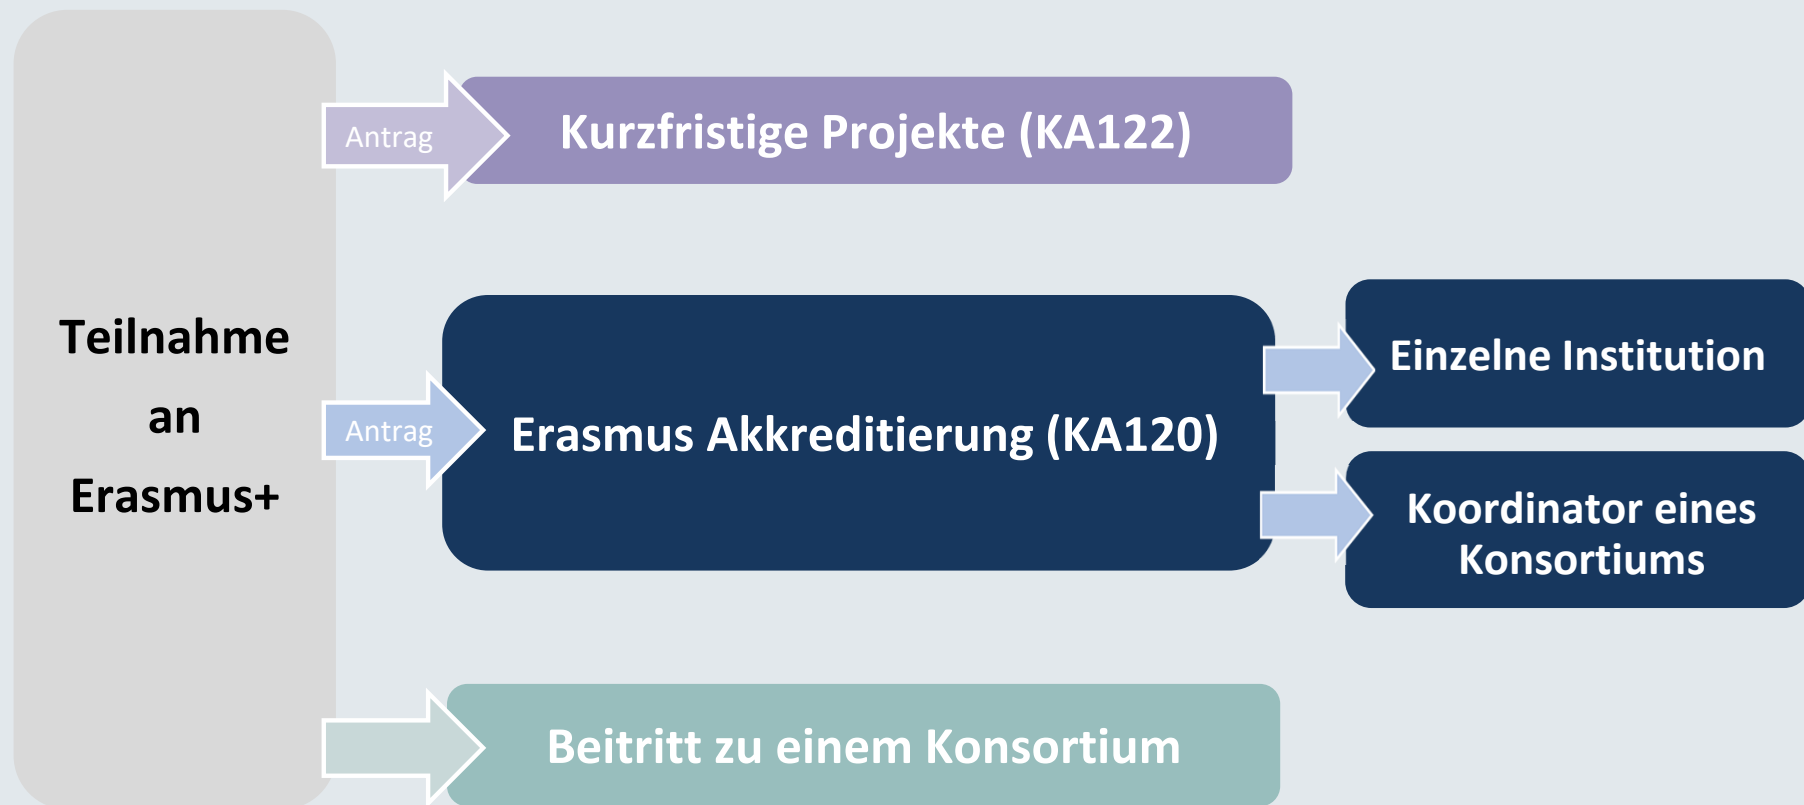 Teilnahme
an
Erasmus+
Antrag
Kurzfristige Projekte (KA122)
Antrag
Erasmus Akkreditierung (KA120)
Einzelne Institution
Koordinator eines
Konsortiums
Beitritt zu einem Konsortium